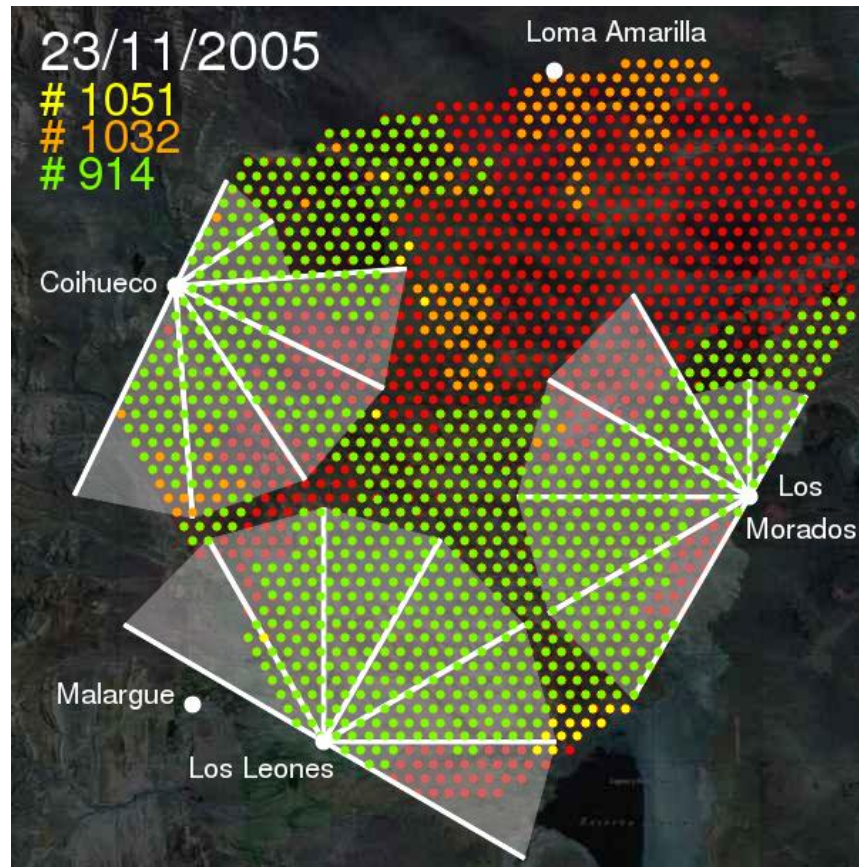 23/11/2005
# 1051
# 1032
# 914
Loma Amarilla
Coihueco
Los
Morados
Malargue
Los Leones